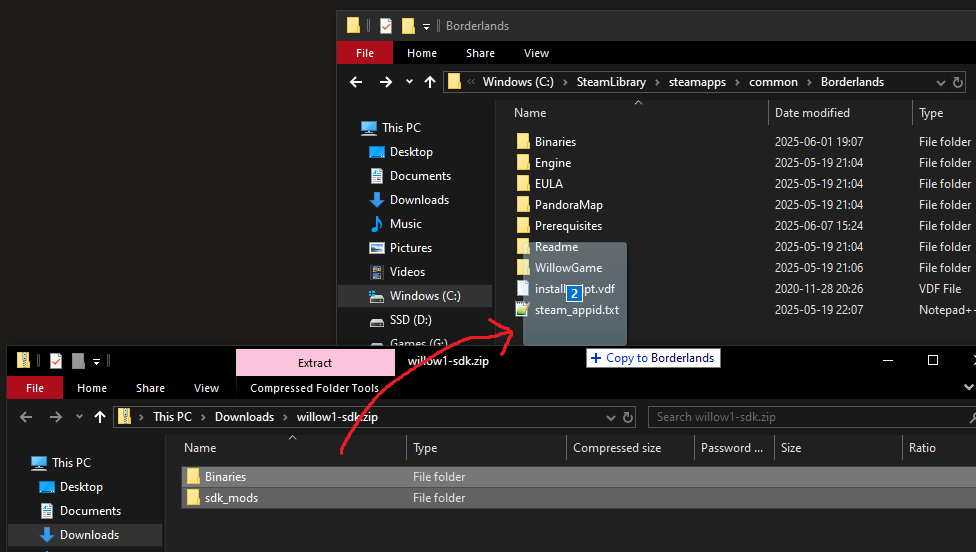 Borderlands
File Home Share View
« Windows (C:) > SteamLibrary > steamapps > common > Borderlands
Name Date modified Type
This PC
Desktop
Documents
Downloads
Music
Pictures
Videos
Windows (C:)
SSD (D:)
Games (G:)
Binaries 2025-06-01 19:07 File folder
Engine 2025-05-19 21:04 File folder
EULA 2025-05-19 21:04 File folder
PandoraMap 2025-05-19 21:04 File folder
Prerequisites 2025-06-07 15:24 File folder
Readme 2025-05-19 21:04 File folder
WillowGame 2025-05-19 21:06 File folder
install pt.vdf 2020-11-28 20:26 VDF File
2
steam_appid.txt 2025-05-19 22:07 Notepad+
+ Copy to Borderlands
Extract willow1-sdk.zip
File Home Share View Compressed Folder Tools
> This PC > Downloads > willow1-sdk.zip Search willow1-sdk.zip
Name Type Compressed size Password ... Size Ratio
This PC
Desktop
Documents
Downloads
Binaries File folder
sdk_mods File folder